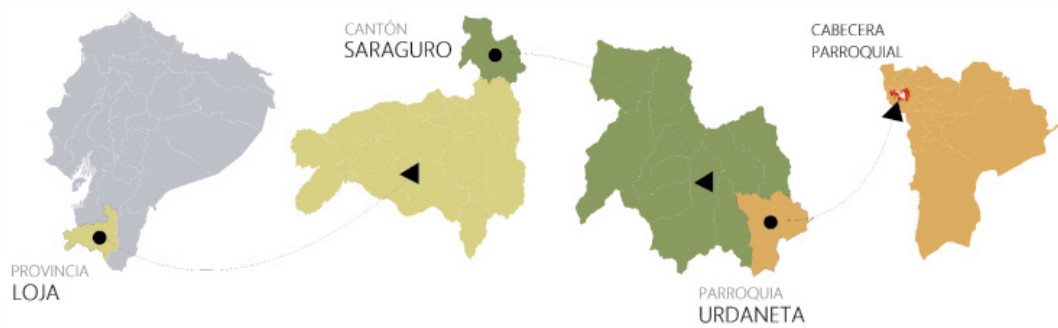 PROVINCIA
LOJA
CANTÓN
SARAGURO
PARROQUIA
URDANETA
CABECERA
PARROQUIAL